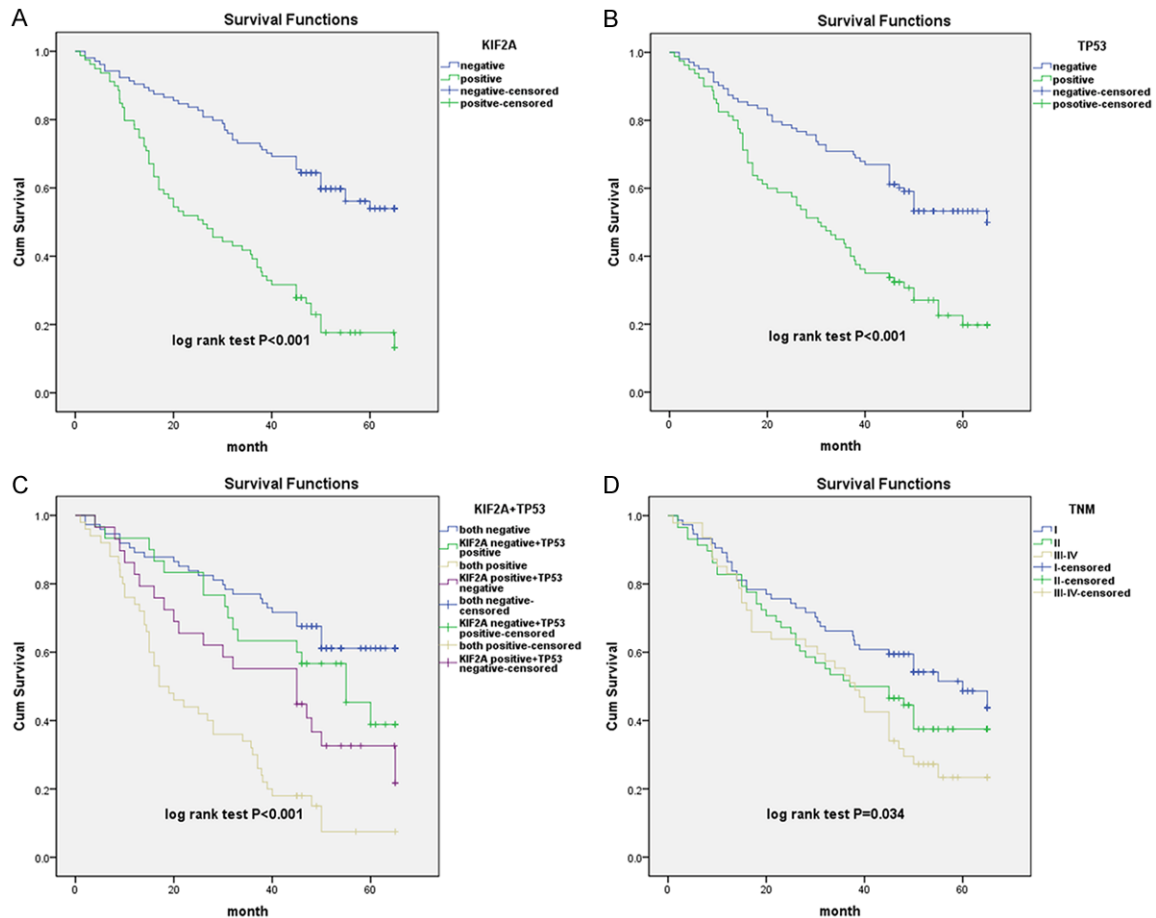 A
Survival Functions
KIF2A
negative
positive
negative-censored
positve-censored
1.0
0.8
0.6
0.4
0.2
0.0
Cum Survival
log rank test P<0.001
0
20
40
60
month
B
Survival Functions
TP53
negative
positive
negative-censored
posotive-censored
1.0
0.8
0.6
0.4
0.2
0.0
Cum Survival
log rank test P<0.001
0
20
40
60
month
C
Survival Functions
KIF2A+TP53
both negative
KIF2A negative+TP53
positive
both positive
KIF2A positive+TP53
negative
both negative-
censored
KIF2A negative+TP53
positive-censored
both positive-censored
KIF2A positive+TP53
negative-censored
1.0
0.8
0.6
0.4
0.2
0.0
Cum Survival
log rank test P<0.001
0
20
40
60
month
D
Survival Functions
TNM
I
II
III-IV
I-censored
II-censored
III-IV-censored
1.0
0.8
0.6
0.4
0.2
0.0
Cum Survival
log rank test P=0.034
0
20
40
60
month